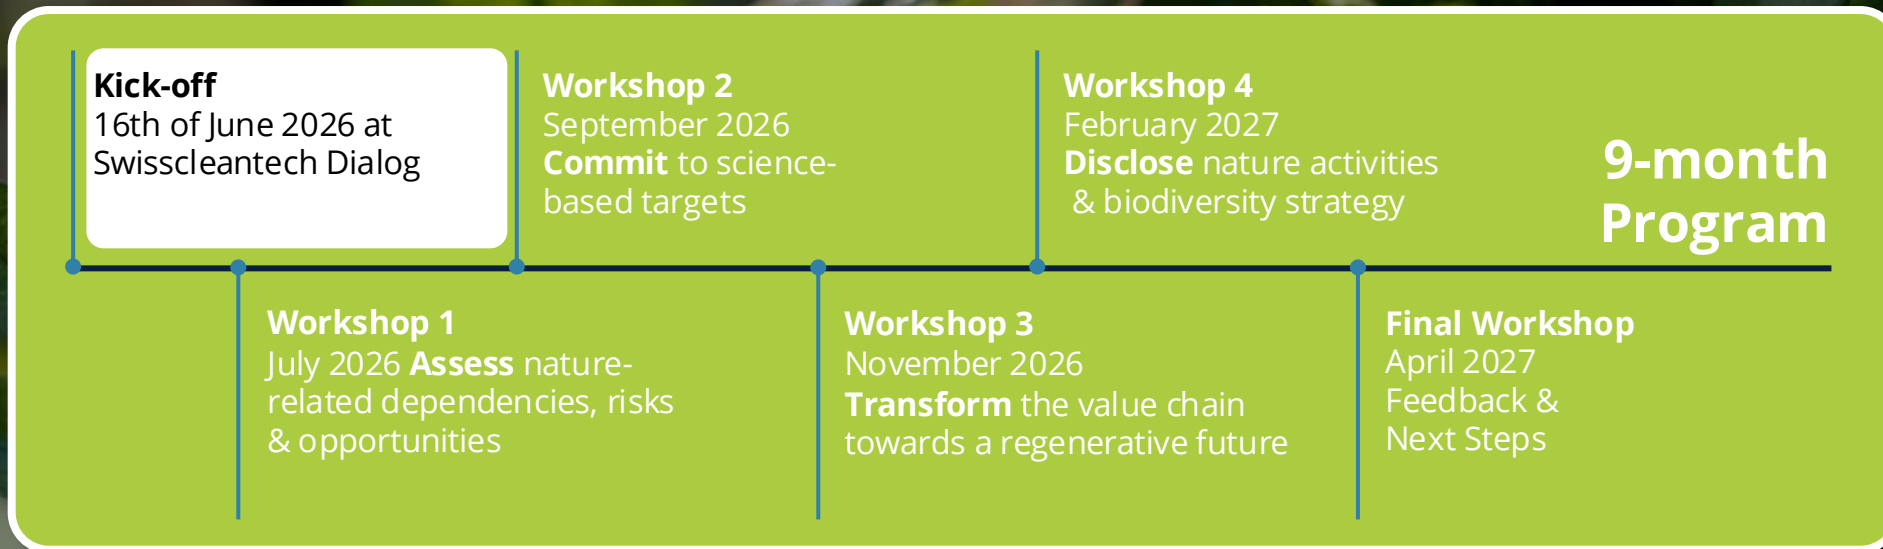 Kick-off
16th of June 2026 at
Swisscleantech Dialog
Workshop 2
September 2026
Commit to science-
based targets
Workshop 4
February 2027
Disclose nature activities
& biodiversity strategy
9-month
Program
Workshop 1
July 2026 Assess nature-
related dependencies, risks
& opportunities
Workshop 3
November 2026
Transform the value chain
towards a regenerative future
Final Workshop
April 2027
Feedback &
Next Steps